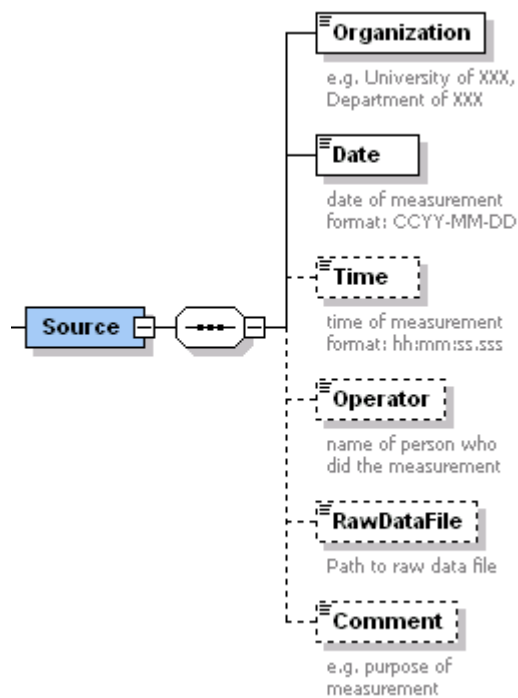 Organization
e.g. University of XXX,
Department of XXX
Date
date of measurement
format: CCYY-MM-DD
Time
time of measurement
format: hh:mm:ss.sss
Source
Operator
name of person who
did the measurement
RawDataFile
Path to raw data file
Comment
e.g. purpose of
measurement